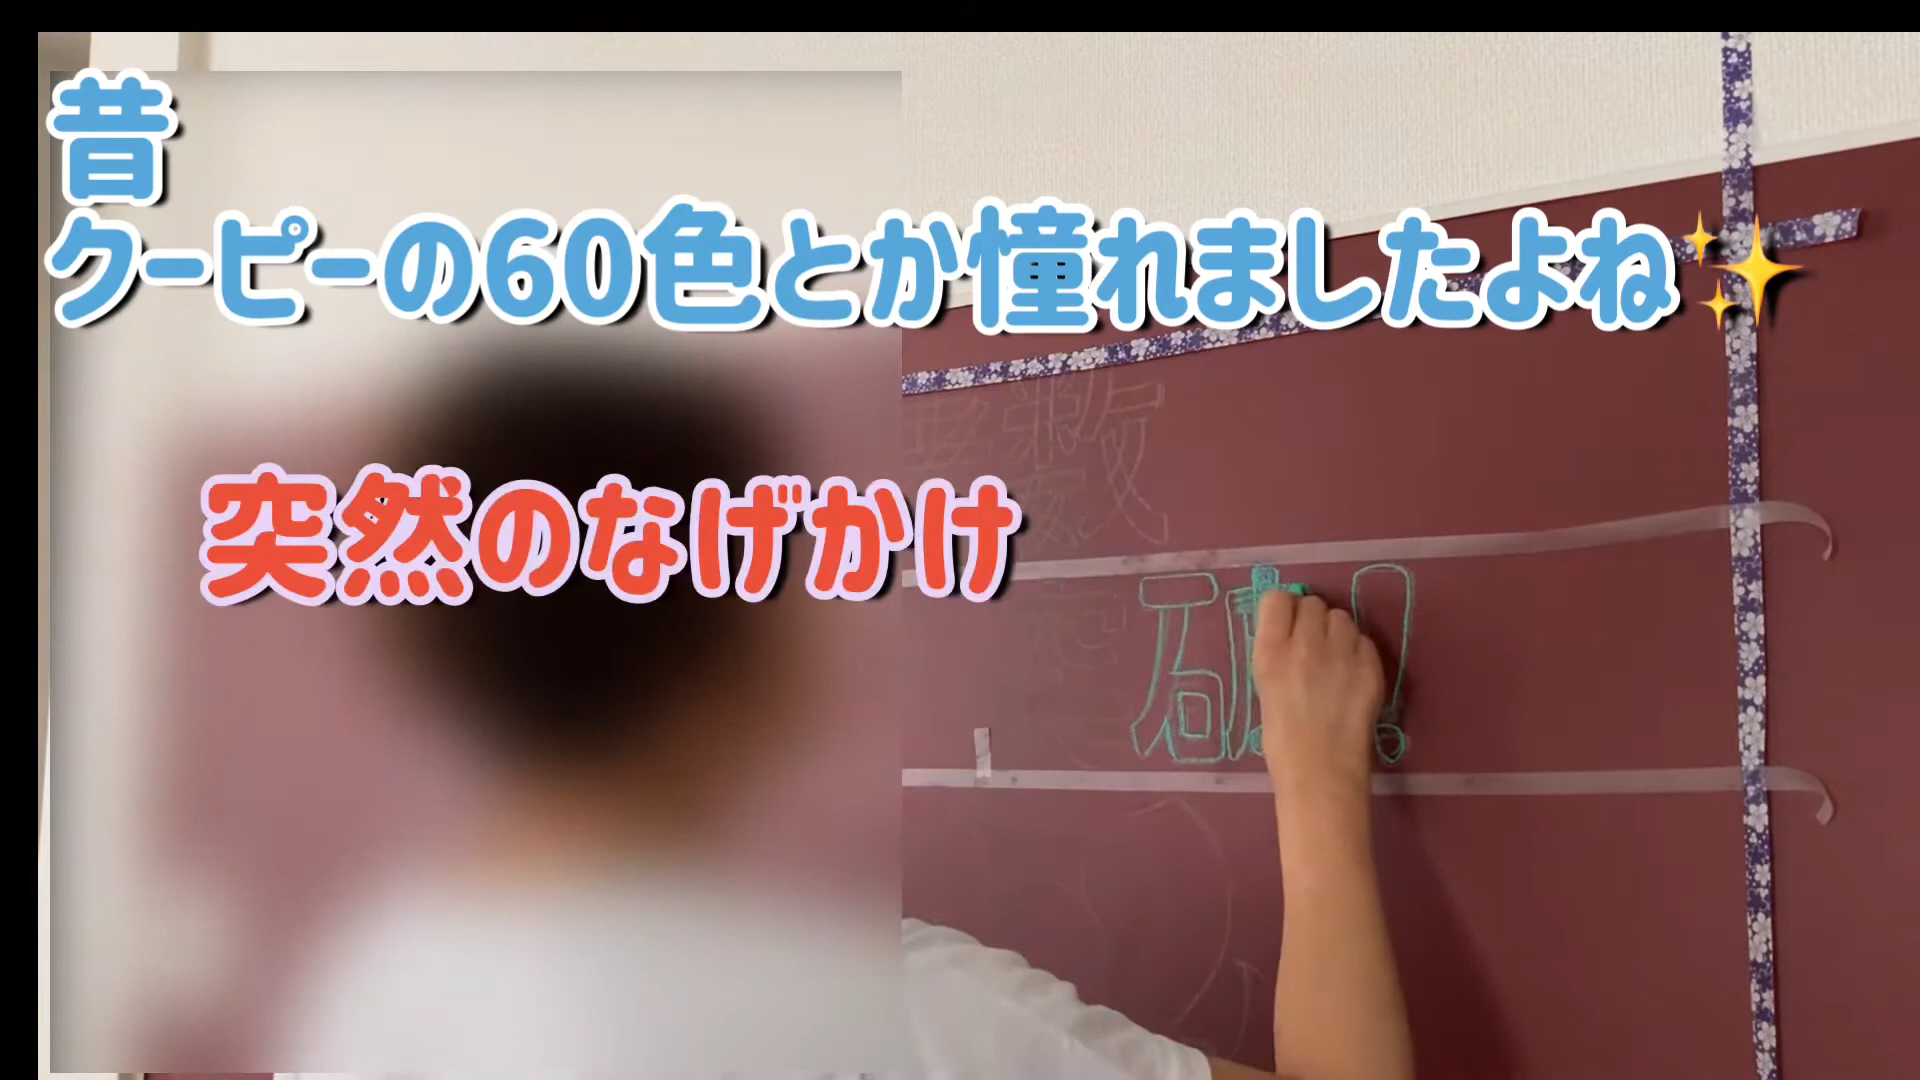 昔
クーピーの60色とか憧れましたよね✨
突然のなげかけ
破!